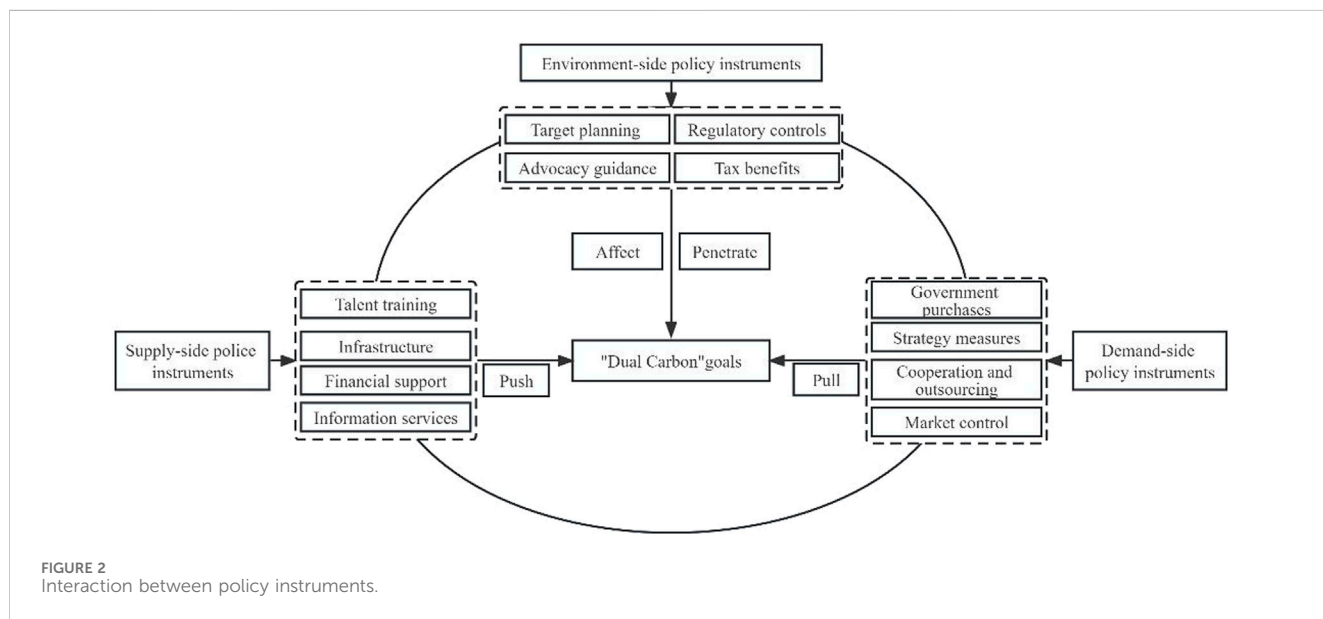 Environment-side policy instruments
Target planning
Regulatory controls
Advocacy guidance
Tax benefits
Affect
Penetrate
Talent training
Infrastructure
Financial support
Information services
Supply-side police
instruments
Push
"Dual Carbon"goals
Pull
Government
purchases
Strategy measures
Cooperation and
outsourcing
Market control
Demand-side
policy instruments
FIGURE 2
Interaction between policy instruments.